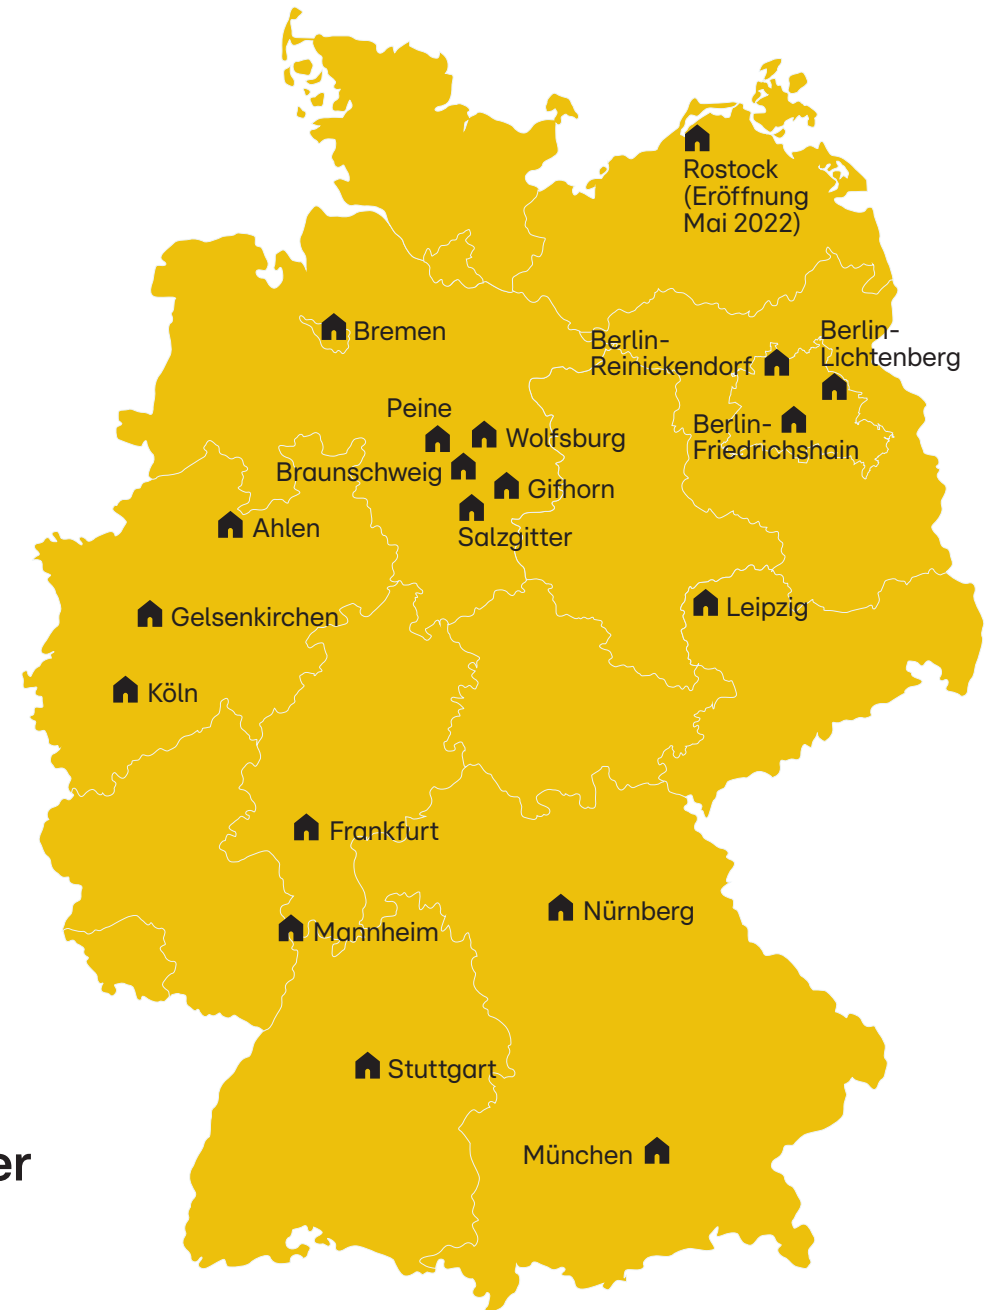 Rostock
(Eröffnung
Mai 2022)
Bremen
Berlin-
Reinickendorf
Berlin-
Lichtenberg
Berlin-
Friedrichshain
Peine
Wolfsburg
Braunschweig
Gifhorn
Salzgitter
Ahlen
Gelsenkirchen
Leipzig
Köln
Frankfurt
Nürnberg
Mannheim
Stuttgart
München
er